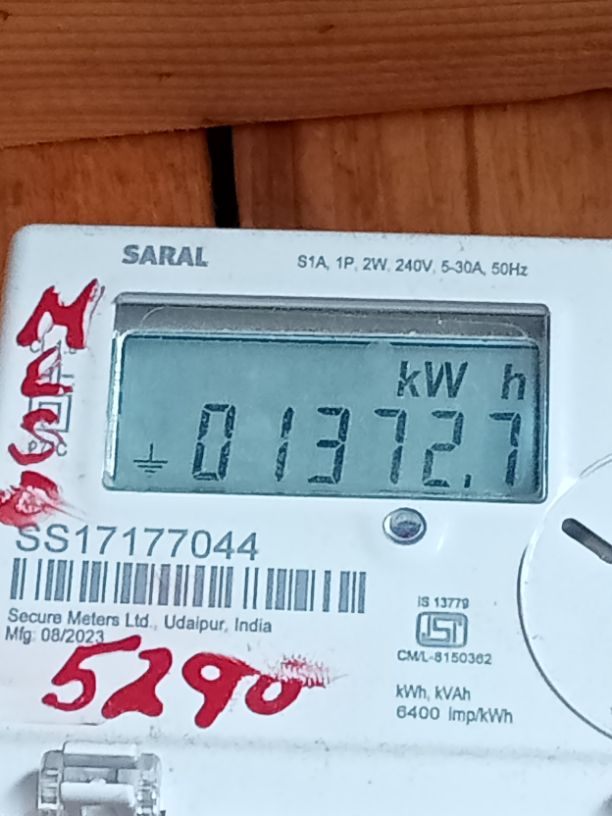 SARAL
S1A, 1P, 2W, 240V, 5-30A, 50Hz
kW h
01372.7
SS17177044
Secure Meters Ltd., Udaipur, India
Mfg: 08/2023
IS 13779
ISI
CM/L-8150362
5290
kWh, kVAh
6400 Imp/kWh